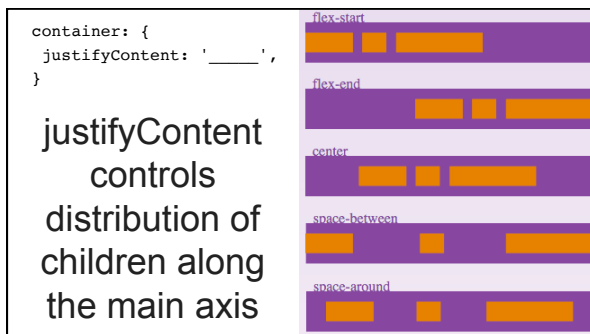 container: {
 justifyContent: '_____',
}
justifyContent
controls
distribution of
children along
the main axis
flex-start
flex-end
center
space-between
space-around